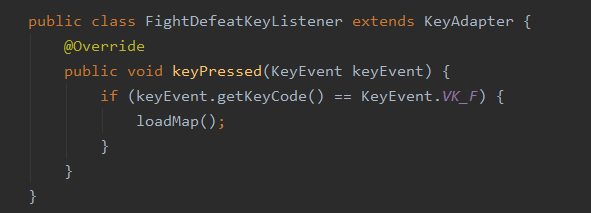 public class FightDefeatKeyListener extends KeyAdapter {
    @Override
    public void keyPressed(KeyEvent keyEvent) {
        if (keyEvent.getKeyCode() == KeyEvent.VK_F) {
            loadMap();
        }
    }
}